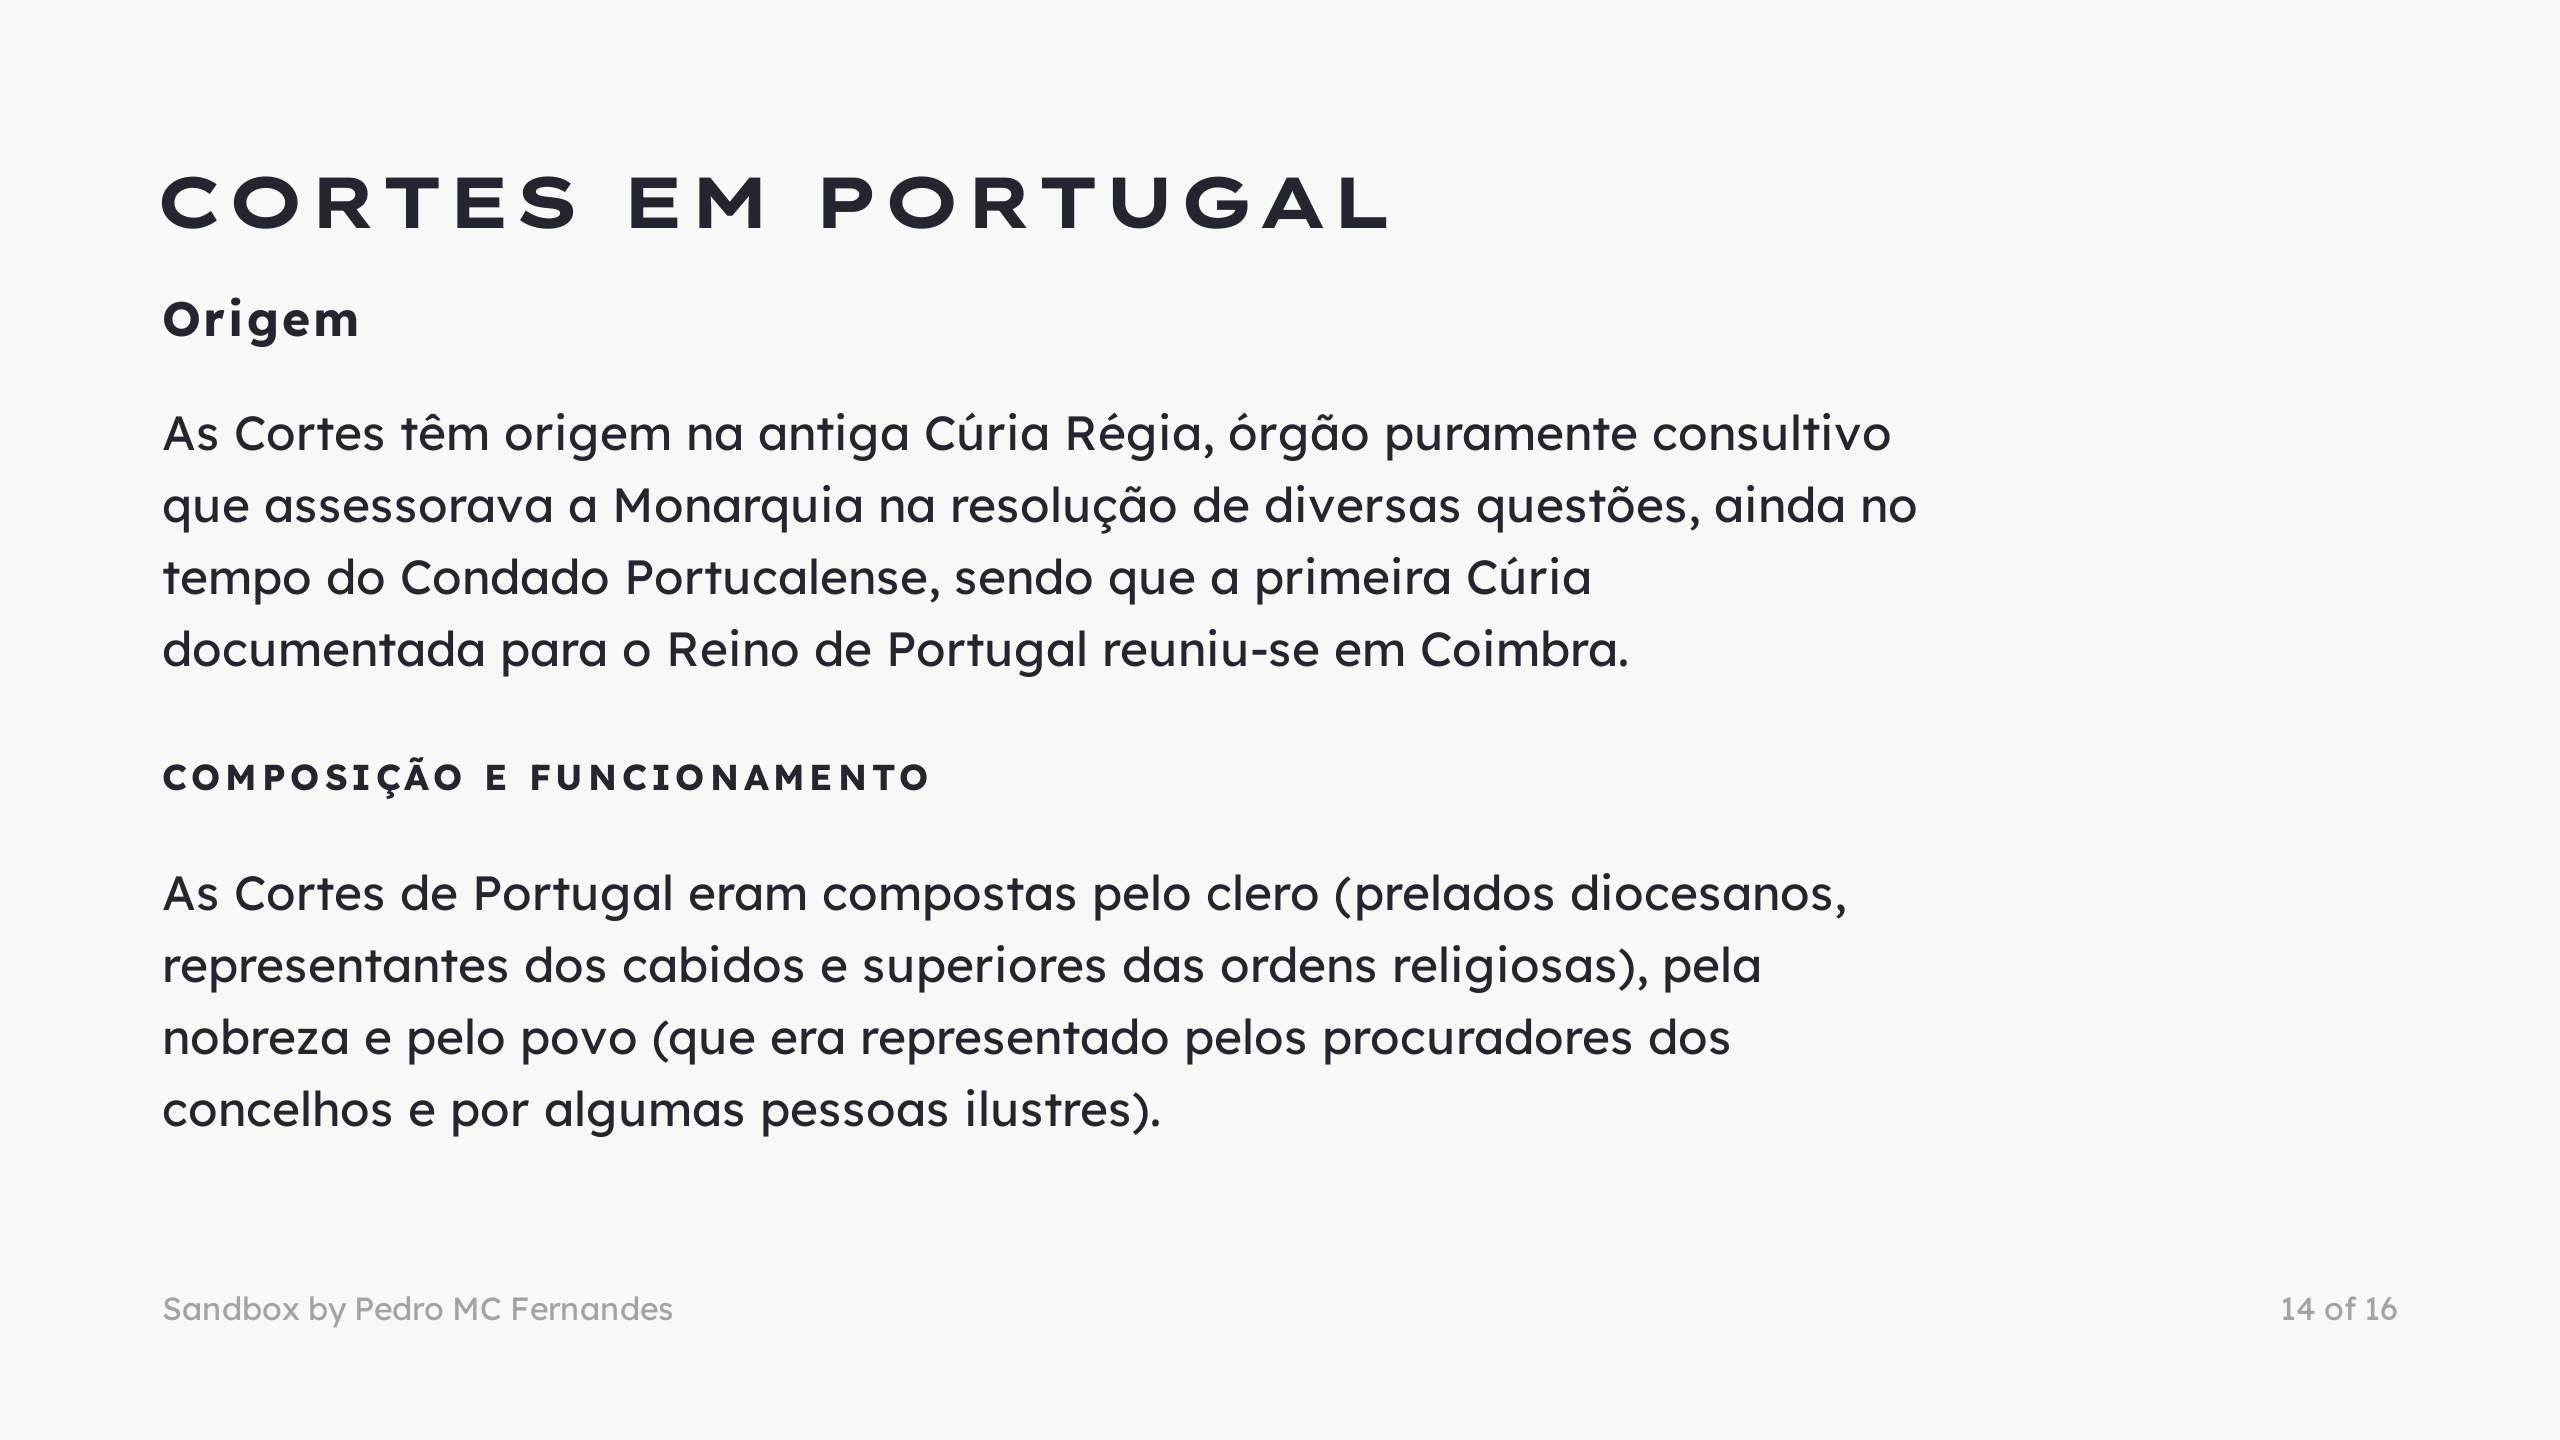 CORTES EM PORTUGAL
Origem
As Cortes têm origem na antiga Cúria Régia, órgão puramente consultivo
que assessorava a Monarquia na resolução de diversas questões, ainda no
tempo do Condado Portucalense, sendo que a primeira Cúria
documentada para o Reino de Portugal reuniu-se em Coimbra.
COMPOSIÇÃO E FUNCIONAMENTO
As Cortes de Portugal eram compostas pelo clero (prelados diocesanos,
representantes dos cabidos e superiores das ordens religiosas), pela
nobreza e pelo povo (que era representado pelos procuradores dos
concelhos e por algumas pessoas ilustres).
Sandbox by Pedro MC Fernandes
14 of 16